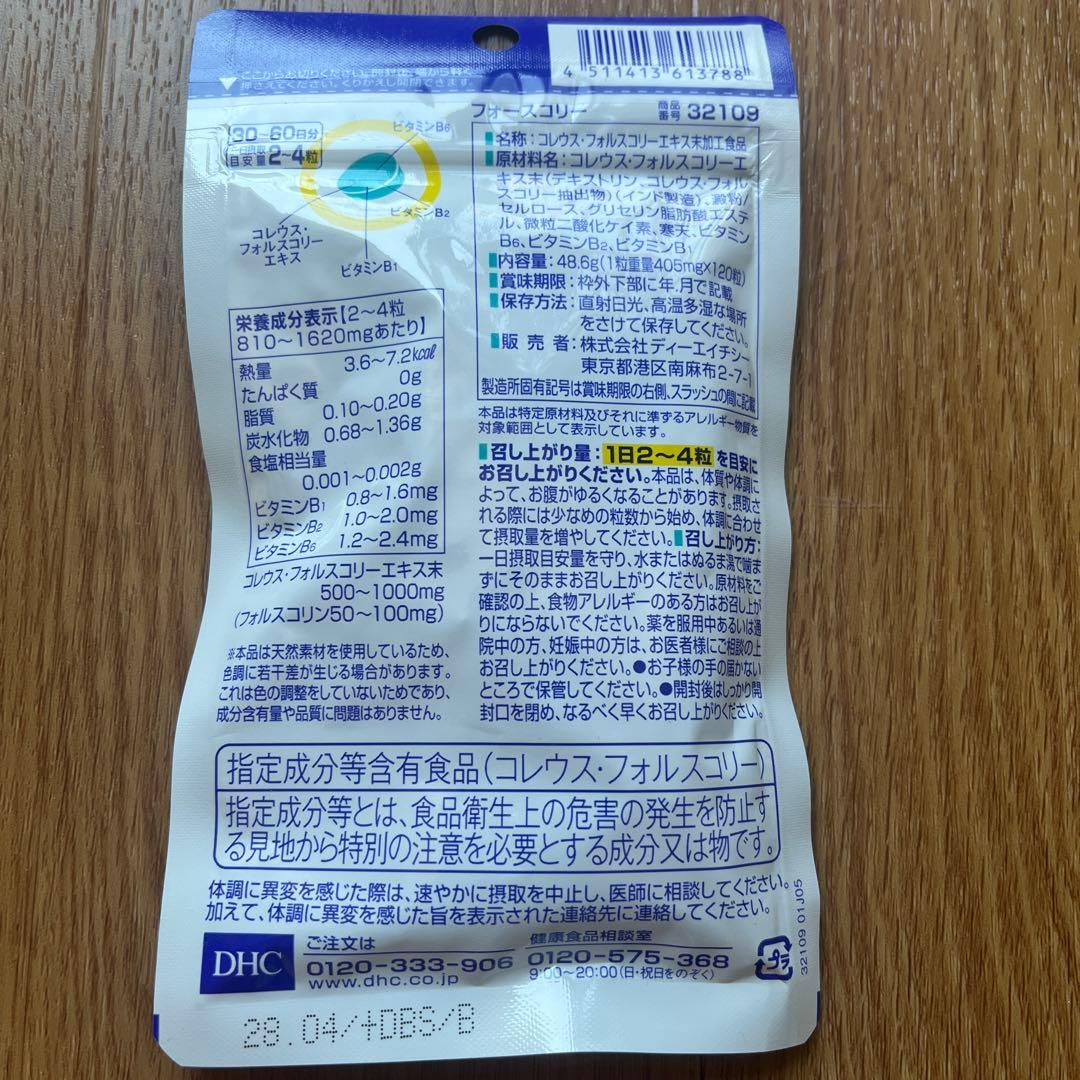 ここからお切りください。開封後、端から軽く
押さえてください。くりかえし開閉できます。
4 511413 613788
フォースコリー 商品番号 32109
30~60日分
一日摂取目安量2~4粒
ビタミンB6
ビタミンB2
コレウス・
フォルスコリー
エキス
ビタミンB1
名称:コレウス・フォルスコリーエキス末加工食品
原材料名:コレウス・フォルスコリーエ
キス末(デキストリン、コレウス・フォル
スコリー抽出物)(インド製造)、澱粉/
セルロース、グリセリン脂肪酸エステ
ル、微粒二酸化ケイ素、寒天、ビタミン
B6、ビタミンB2、ビタミンB1
内容量:48.6g(1粒重量405mg×120粒)
賞味期限:枠外下部に年、月で記載
保存方法:直射日光、高温多湿な場所
をさけて保存してください。
販売者:株式会社ディーエイチシー
東京都港区南麻布2-7-1
製造所固有記号は賞味期限の右側、スラッシュの間に記載
本品は特定原材料及びそれに準ずるアレルギー物質を
対象範囲として表示しています。
栄養成分表示【2~4粒
810~1620mgあたり】
熱量 3.6~7.2kcal
たんぱく質 0g
脂質 0.10~0.20g
炭水化物 0.68~1.36g
食塩相当量
0.001~0.002g
ビタミンB1 0.8~1.6mg
ビタミンB2 1.0~2.0mg
ビタミンB6 1.2~2.4mg
コレウス・フォルスコリーエキス末
500~1000mg
(フォルスコリン50~100mg)
※本品は天然素材を使用しているため、
色調に若干差が生じる場合があります。
これは色の調整をしていないためであり、
成分含有量や品質に問題はありません。
召し上がり量:1日2~4粒を目安に
お召し上がりください。本品は、体質や体調に
よって、お腹がゆるくなることがあります。摂取さ
れる際には少なめの粒数から始め、体調に合わせ
て摂取量を増やしてください。召し上がり方:
一日摂取目安量を守り、水またはぬるま湯で噛ま
ずにそのままお召し上がりください。原材料をご
確認の上、食物アレルギーのある方はお召し上が
りにならないでください。薬を服用中あるいは通
院中の方、妊娠中の方は、お医者様にご相談の上
お召し上がりください。●お子様の手の届かない
ところで保管してください。●開封後はしっかり開
封口を閉め、なるべく早くお召し上がりください。
指定成分等含有食品(コレウス・フォルスコリー)
指定成分等とは、食品衛生上の危害の発生を防止す
る見地から特別の注意を必要とする成分又は物です。
体調に異変を感じた際は、速やかに摂取を中止し、医師に相談してください。
加えて、体調に異変を感じた旨を表示された連絡先に連絡してください。
DHC
ご注文は
0120-333-906
www.dhc.co.jp
健康食品相談室
0120-575-368
9:00~20:00(日・祝日をのぞく)
プラ
32109 01J05
28.04/+DBS/B